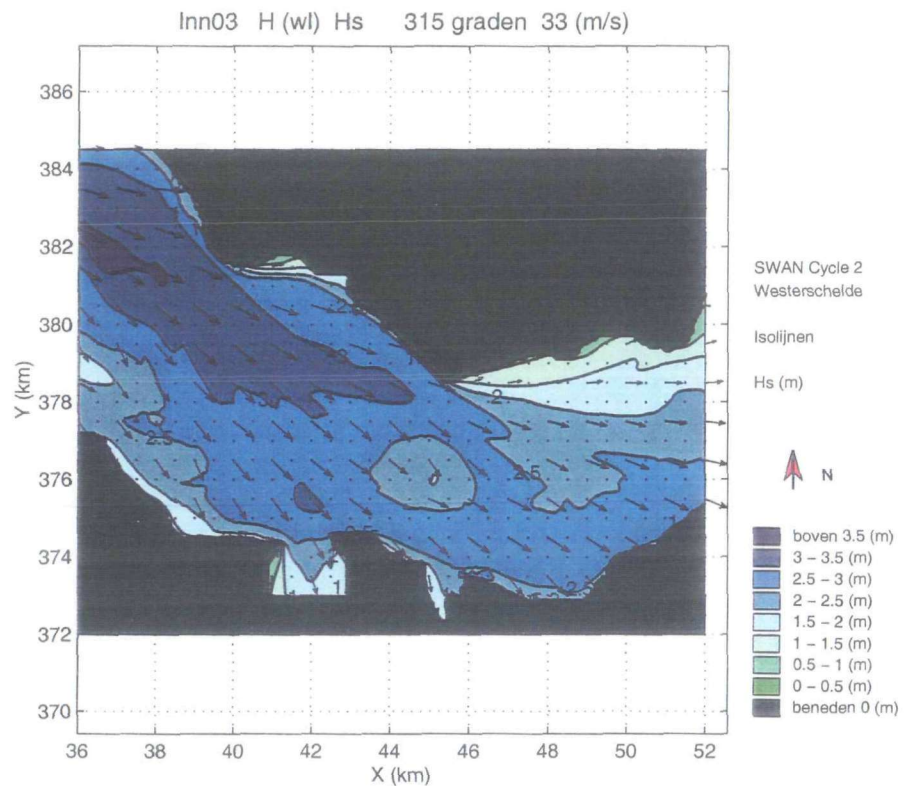 Inn03 H (wl) Hs 315 graden 33 (m/s)
386
384
382
380
378
376
374
372
370
Y (km)
36 38 40 42 44 46 48 50 52
X (km)
2
2.5
2.5
2
1
SWAN Cycle 2
Westerschelde
Isolijnen
Hs (m)
N
boven 3.5 (m)
3 – 3.5 (m)
2.5 – 3 (m)
2 – 2.5 (m)
1.5 – 2 (m)
1 – 1.5 (m)
0.5 – 1 (m)
0 – 0.5 (m)
beneden 0 (m)